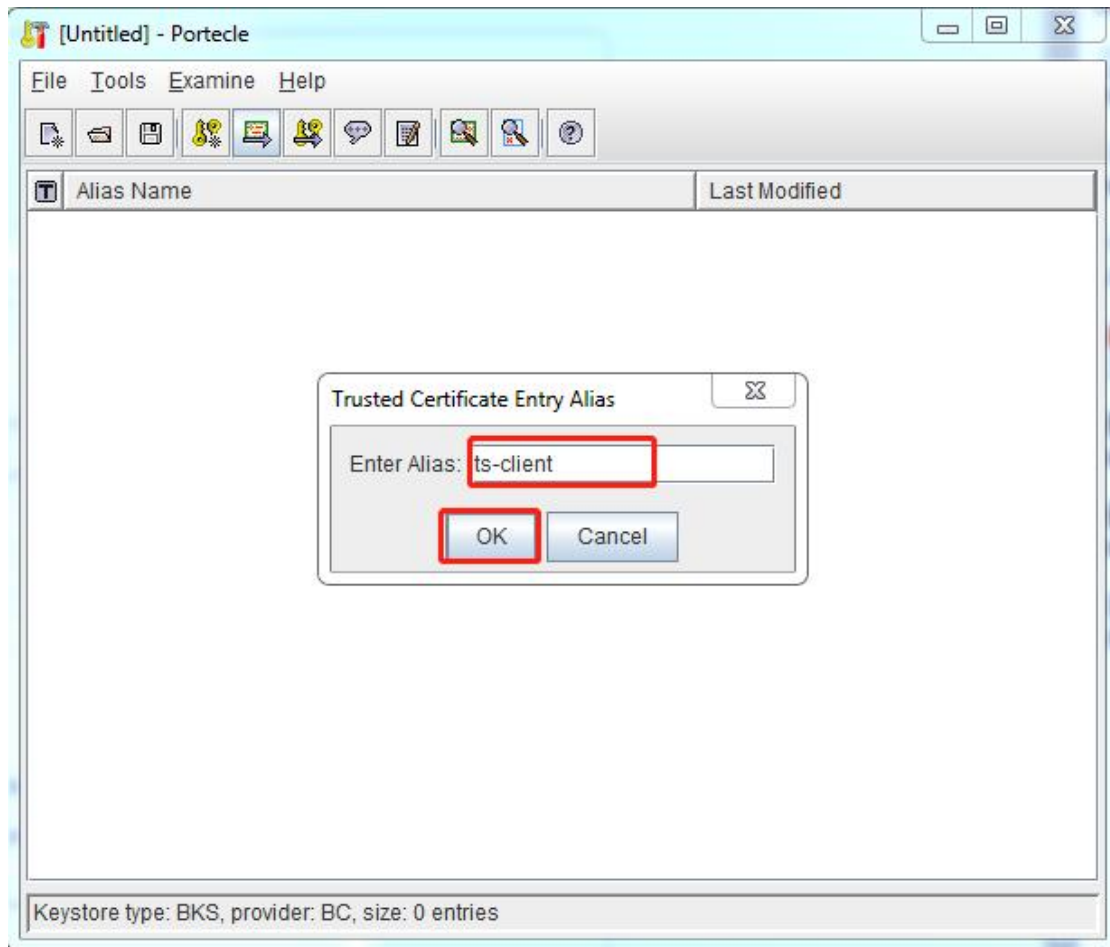 [Untitled] - Portecle
File Tools Examine Help
T Alias Name Last Modified
Trusted Certificate Entry Alias
Enter Alias: ts-client
OK Cancel
Keystore type: BKS, provider: BC, size: 0 entries